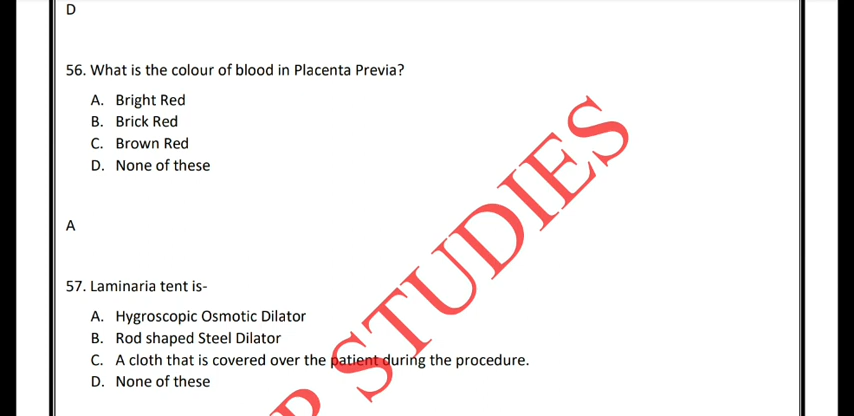 D
56. What is the colour of blood in Placenta Previa?
A. Bright Red
B. Brick Red
C. Brown Red
D. None of these
A
57. Laminaria tent is-
A. Hygroscopic Osmotic Dilator
B. Rod shaped Steel Dilator
C. A cloth that is covered over the patient during the procedure.
D. None of these
P STUDIES